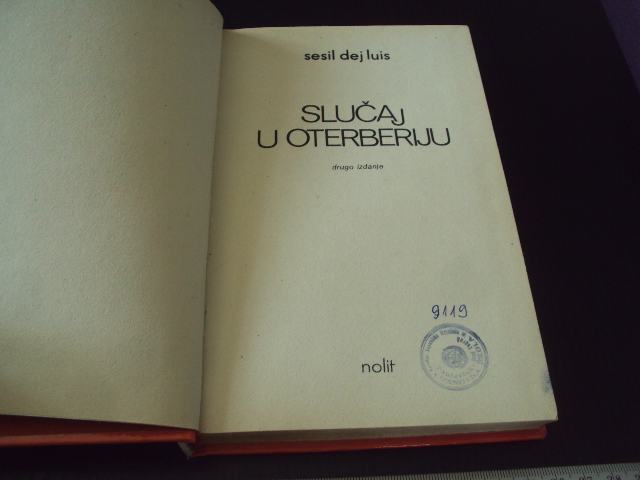 sesil dej luis
SLUČAJ
U OTERBERIJU
drugo izdanje
9119
nolit